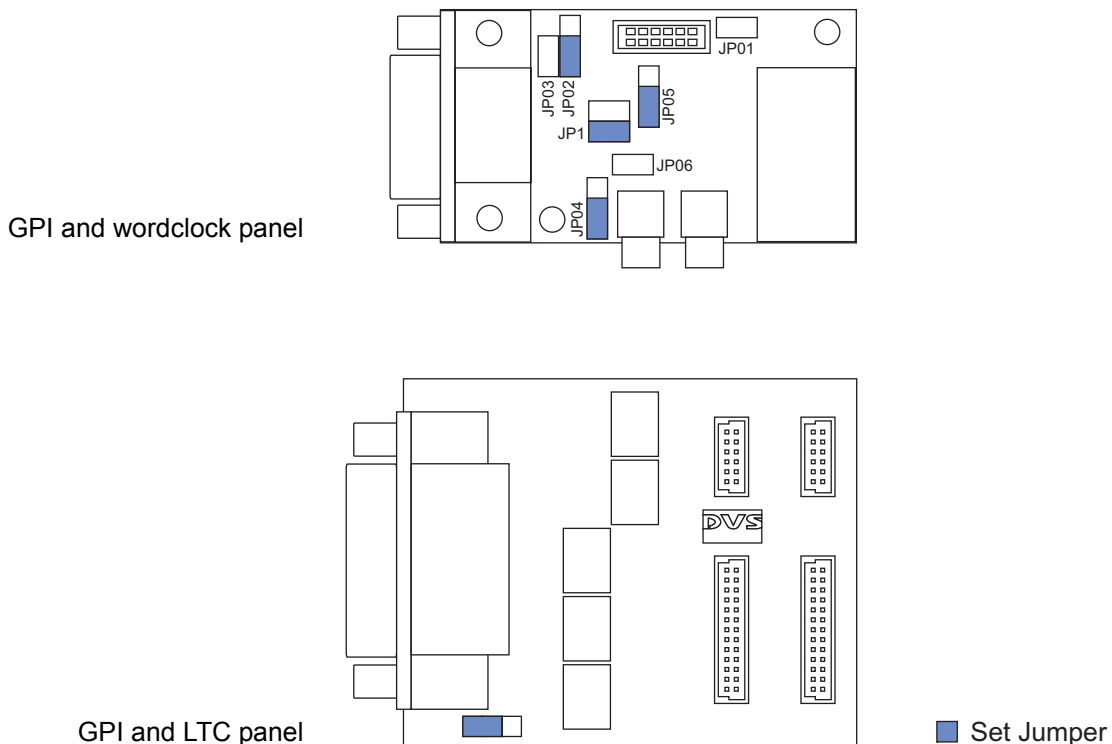 JP01
JP03
JP02
JP05
JP1
JP06
JP04
GPI and wordclock panel
DVS
GPI and LTC panel
Set Jumper